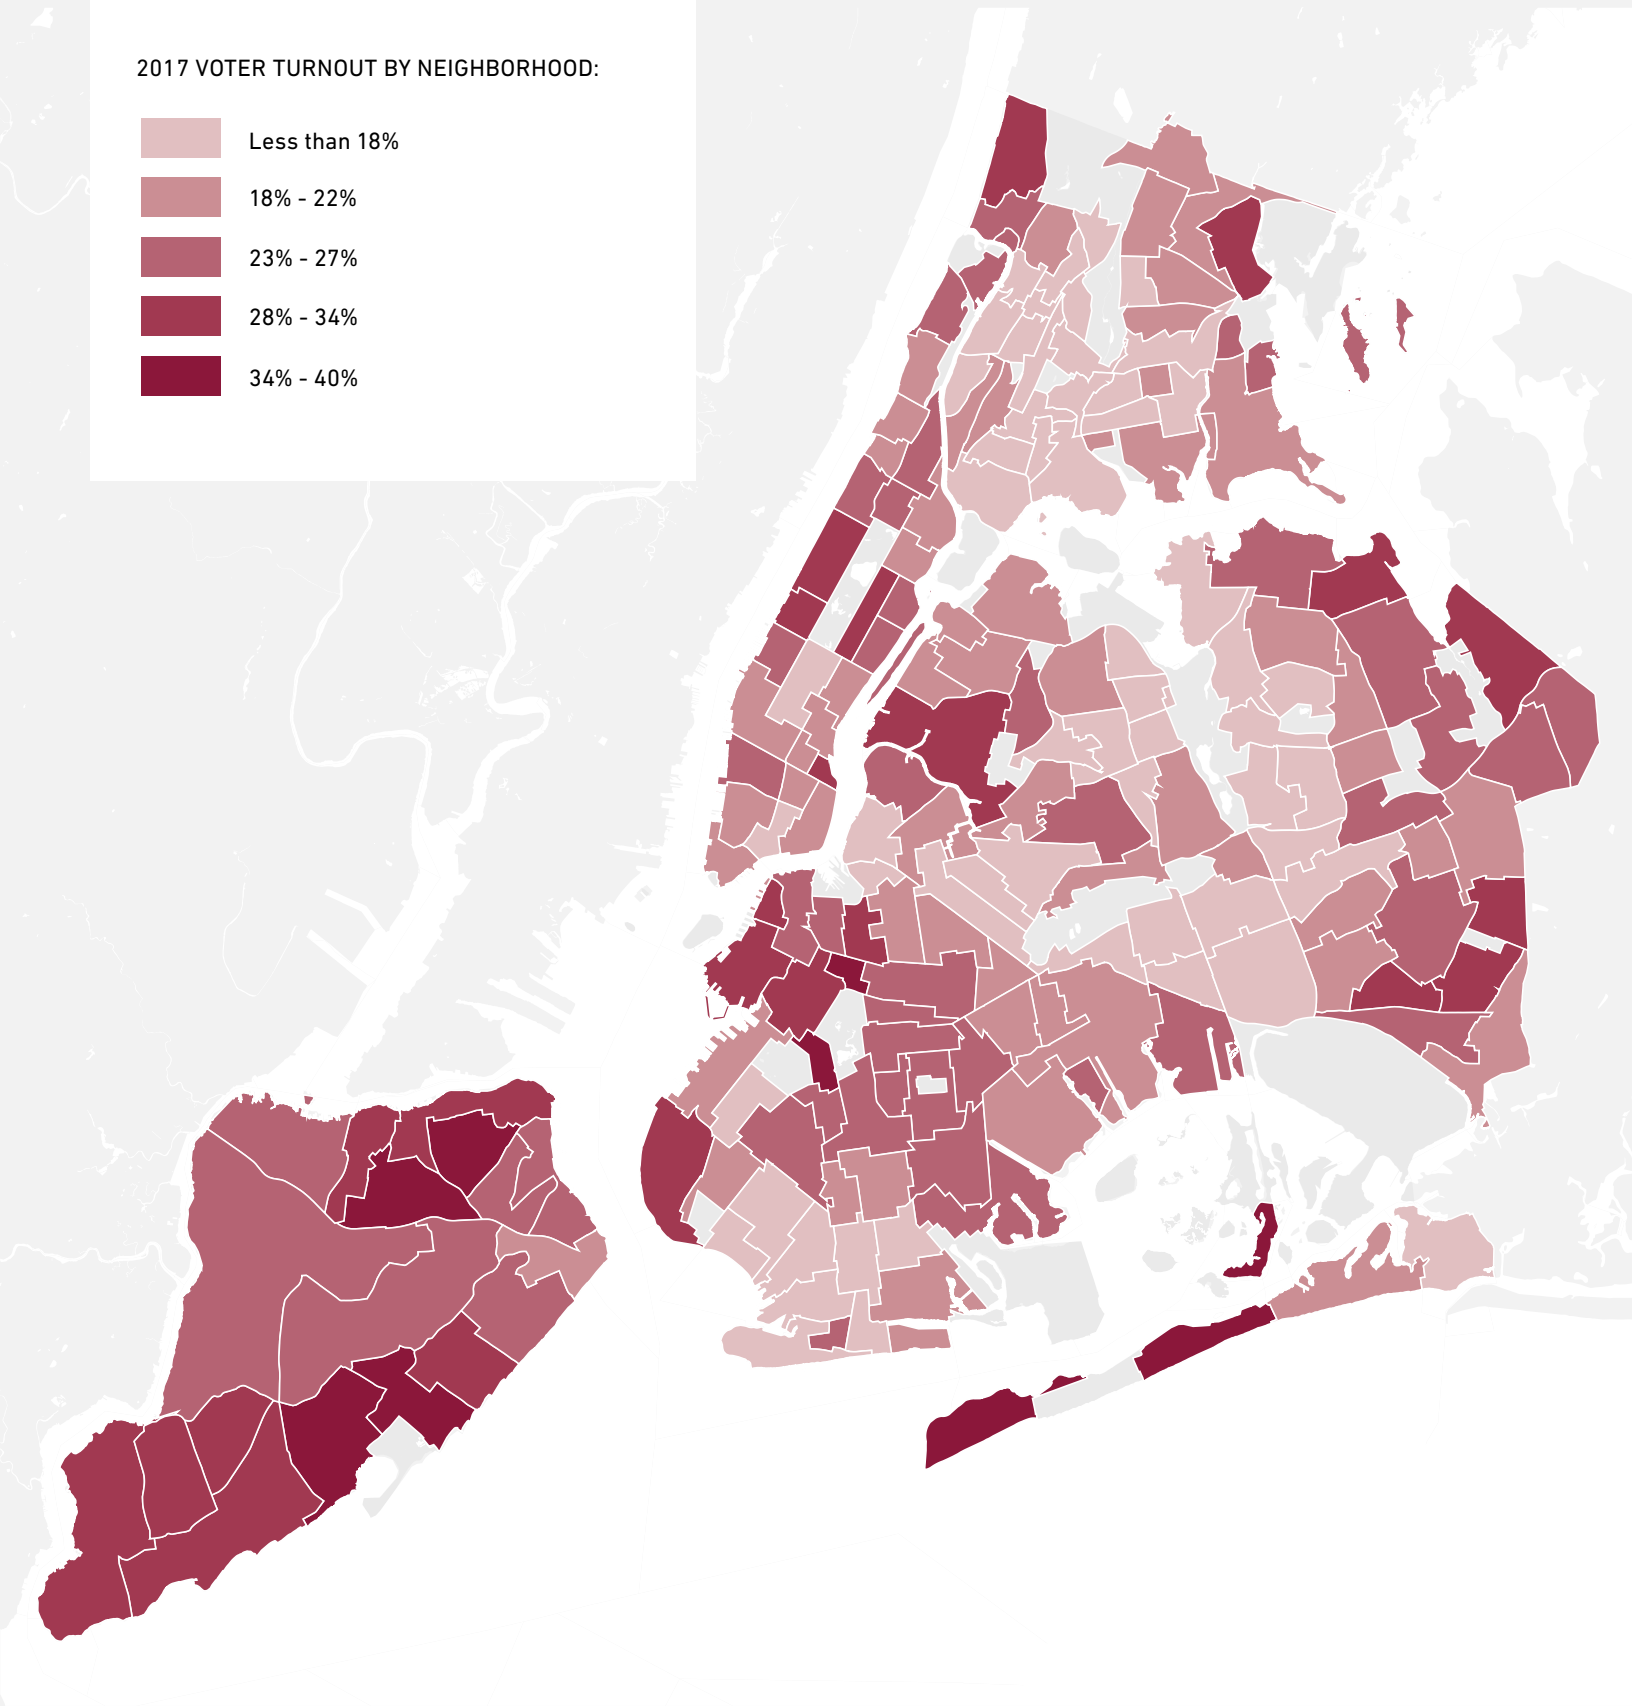 2017 VOTER TURNOUT BY NEIGHBORHOOD:
Less than 18%
18% - 22%
23% - 27%
28% - 34%
34% - 40%